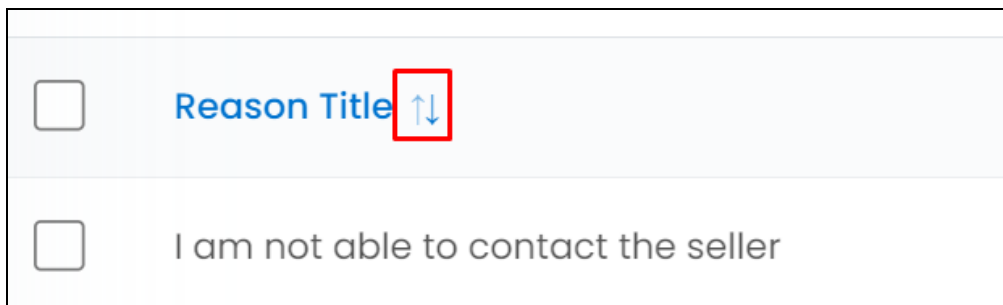 Reason Title ↑↓
I am not able to contact the seller